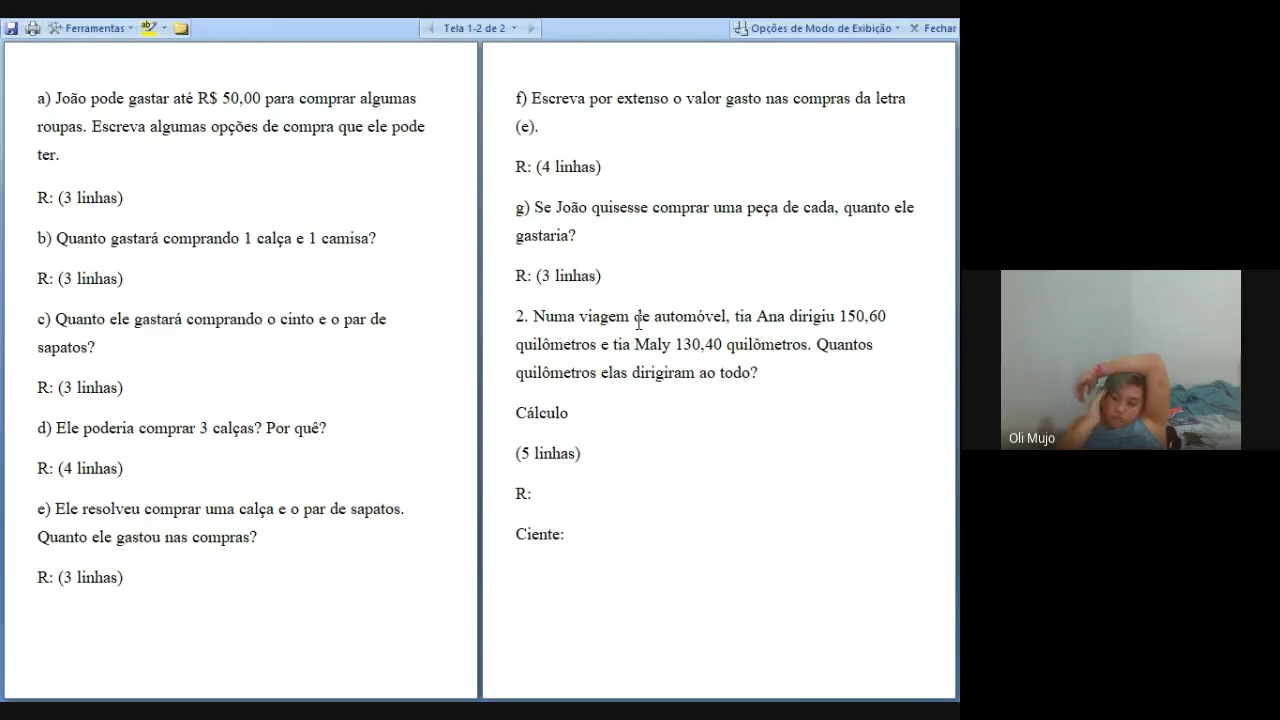 Ferramentas
Tela 1-2 de 2
Opções de Modo de Exibição
Fechar
a) João pode gastar até R$ 50,00 para comprar algumas
roupas. Escreva algumas opções de compra que ele pode
ter.
R: (3 linhas)
b) Quanto gastará comprando 1 calça e 1 camisa?
R: (3 linhas)
c) Quanto ele gastará comprando o cinto e o par de
sapatos?
R: (3 linhas)
d) Ele poderia comprar 3 calças? Por quê?
R: (4 linhas)
e) Ele resolveu comprar uma calça e o par de sapatos.
Quanto ele gastou nas compras?
R: (3 linhas)
f) Escreva por extenso o valor gasto nas compras da letra
(e).
R: (4 linhas)
g) Se João quisesse comprar uma peça de cada, quanto ele
gastaria?
R: (3 linhas)
2. Numa viagem de automóvel, tia Ana dirigiu 150,60
quilômetros e tia Maly 130,40 quilômetros. Quantos
quilômetros elas dirigiram ao todo?
Cálculo
(5 linhas)
R:
Ciente:
Oli Mujo